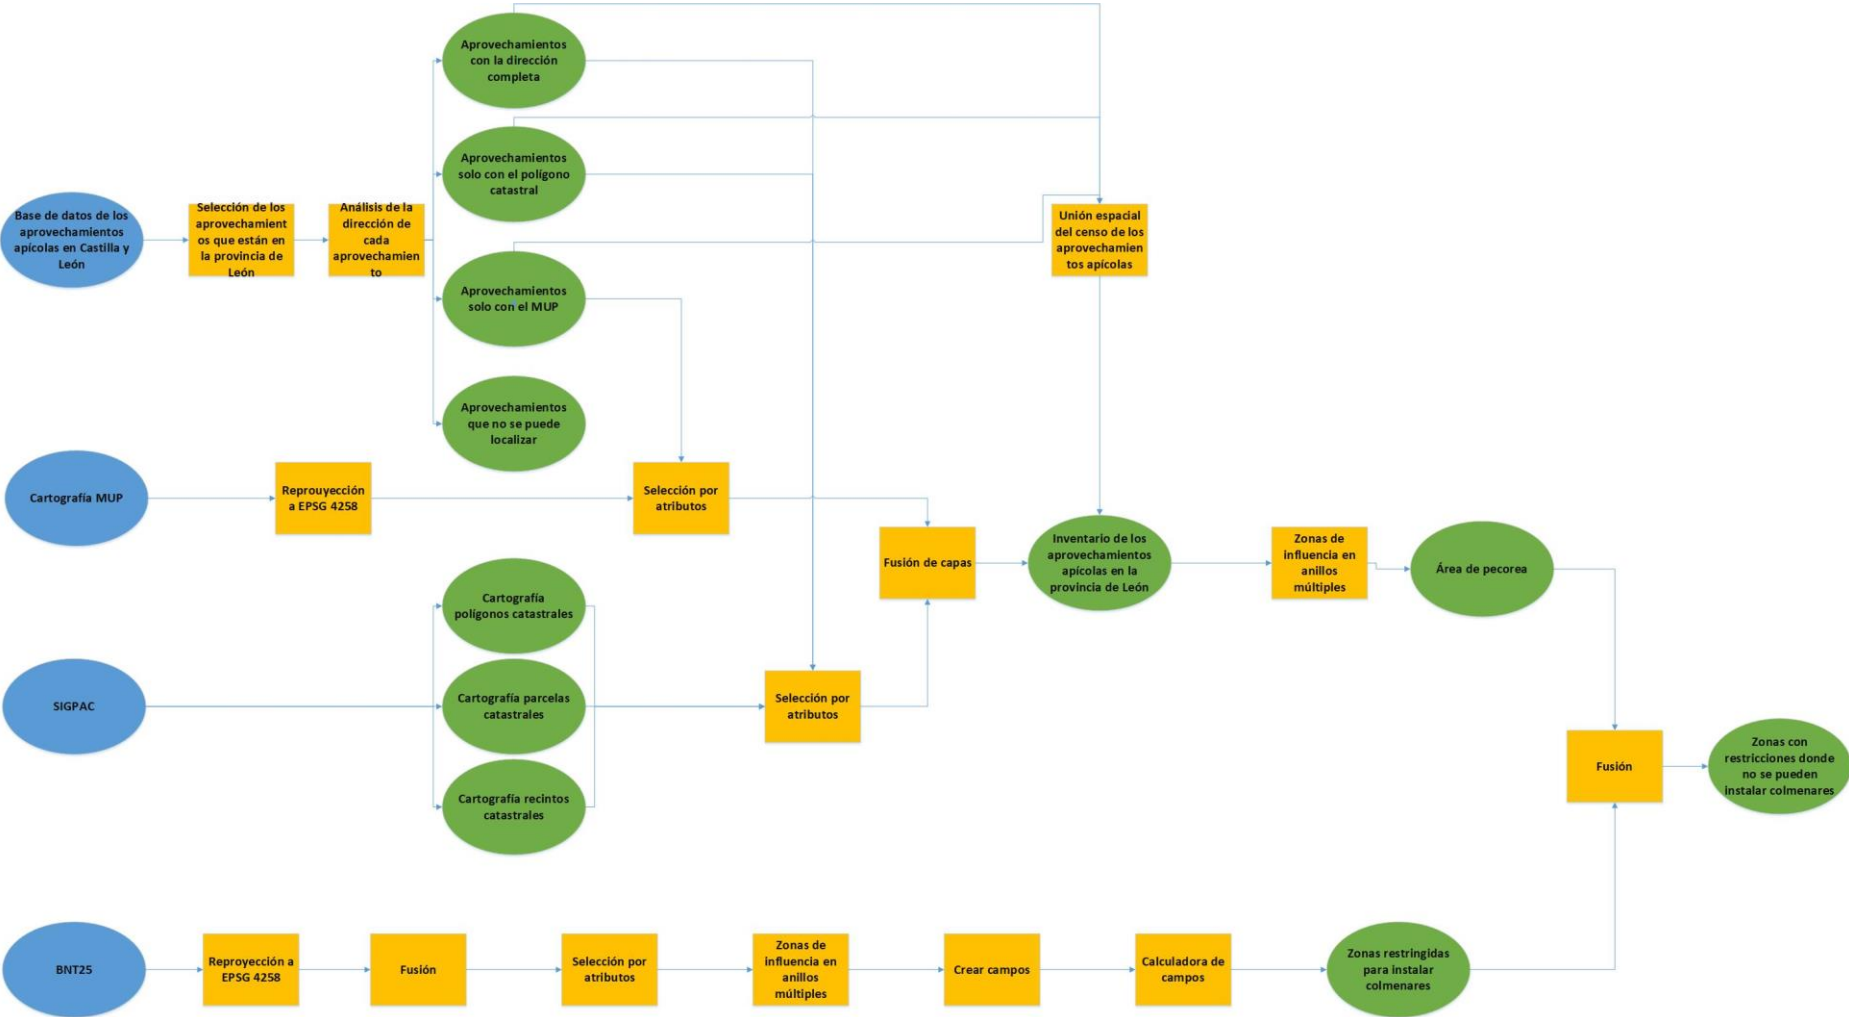 Aprovechamientos
con la dirección
completa
Aprovechamientos
solo con el polígono
catastral
Base de datos de los
aprovechamientos
apícolas en Castilla y
León
Selección de los
aprovechamient
os que están en
la provincia de
León
Análisis de la
dirección de
cada
aprovechamien
to
Unión espacial
del censo de los
aprovechamien
tos apícolas
Aprovechamientos
solo con el MUP
Aprovechamientos
que no se puede
localizar
Cartografía MUP
Reprouyección
a EPSG 4258
Selección por
atributos
Fusión de capas
Inventario de los
aprovechamientos
apícolas en la
provincia de León
Zonas de
influencia en
anillos
múltiples
Área de pecorea
Cartografía
polígonos catastrales
SIGPAC
Cartografía parcelas
catastrales
Selección por
atributos
Cartografía recintos
catastrales
Fusión
Zonas con
restricciones donde
no se pueden
instalar colmenares
BNT25
Reproyección a
EPSG 4258
Fusión
Selección por
atributos
Zonas de
influencia en
anillos
múltiples
Crear campos
Calculadora de
campos
Zonas restringidas
para instalar
colmenares